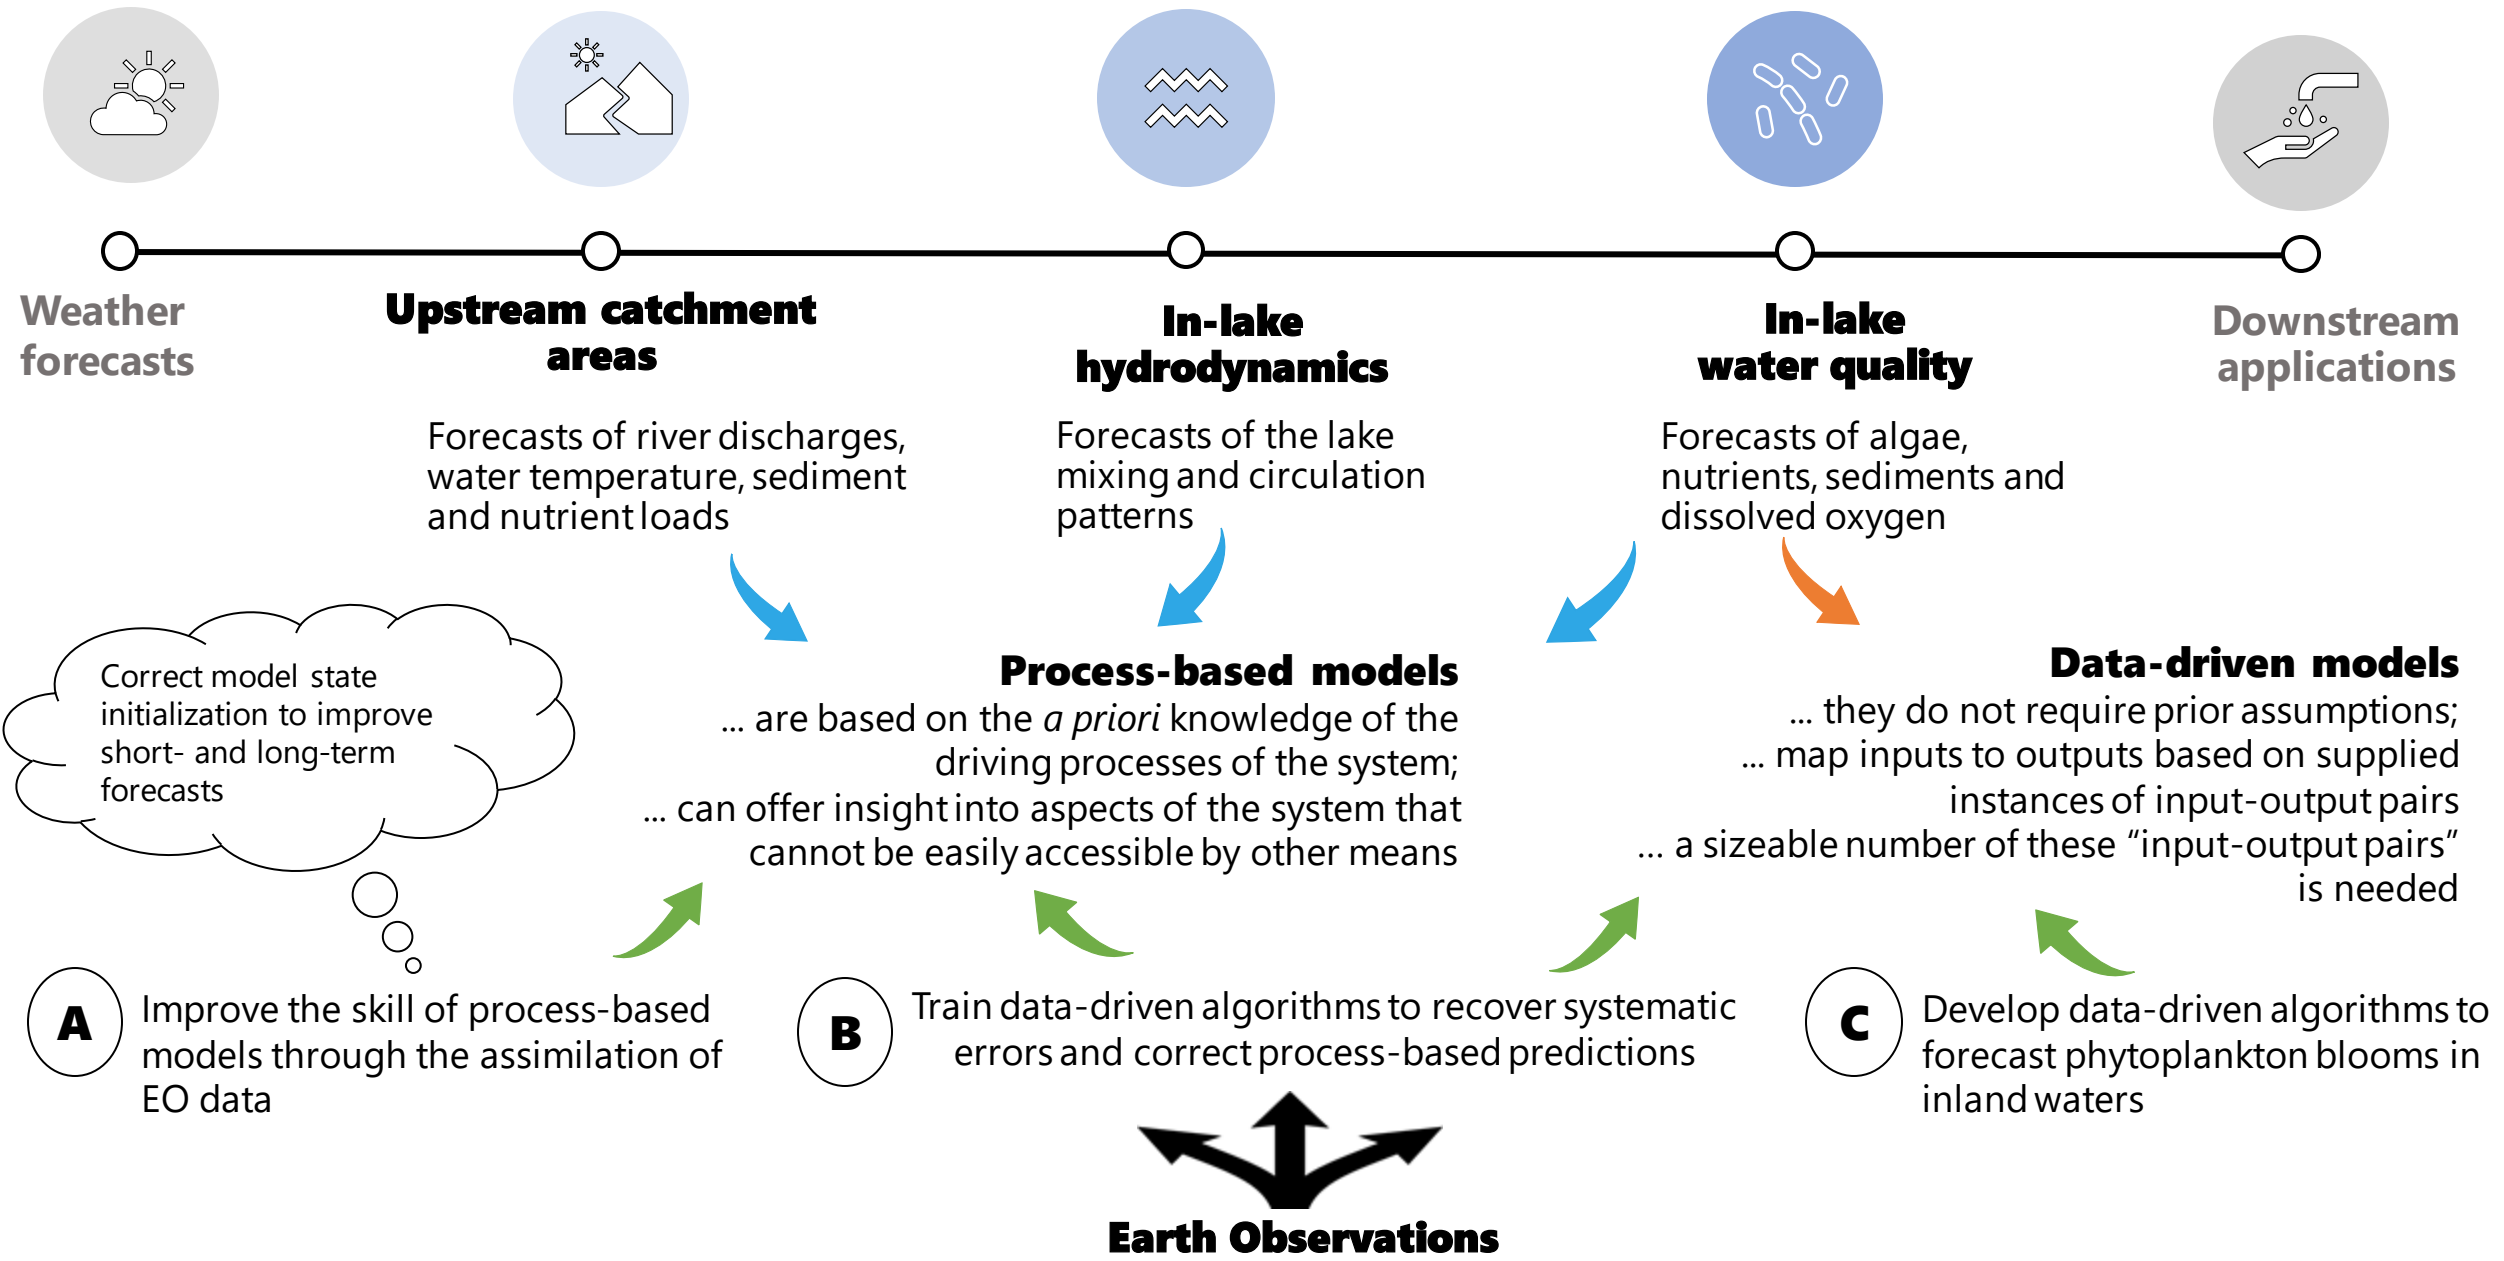 Weather
forecasts
Upstream catchment
areas
In-lake
hydrodynamics
In-lake
water quality
Downstream
applications
Forecasts of river discharges,
water temperature, sediment
and nutrient loads
Forecasts of the lake
mixing and circulation
patterns
Forecasts of algae,
nutrients, sediments and
dissolved oxygen
Correct model state
initialization to improve
short- and long-term
forecasts
Process-based models
... are based on the a priori knowledge of the
driving processes of the system;
... can offer insight into aspects of the system that
cannot be easily accessible by other means
Data-driven models
... they do not require prior assumptions;
... map inputs to outputs based on supplied
instances of input-output pairs
... a sizeable number of these “input-output pairs”
is needed
A
Improve the skill of process-based
models through the assimilation of
EO data
B
Train data-driven algorithms to recover systematic
errors and correct process-based predictions
C
Develop data-driven algorithms to
forecast phytoplankton blooms in
inland waters
Earth Observations